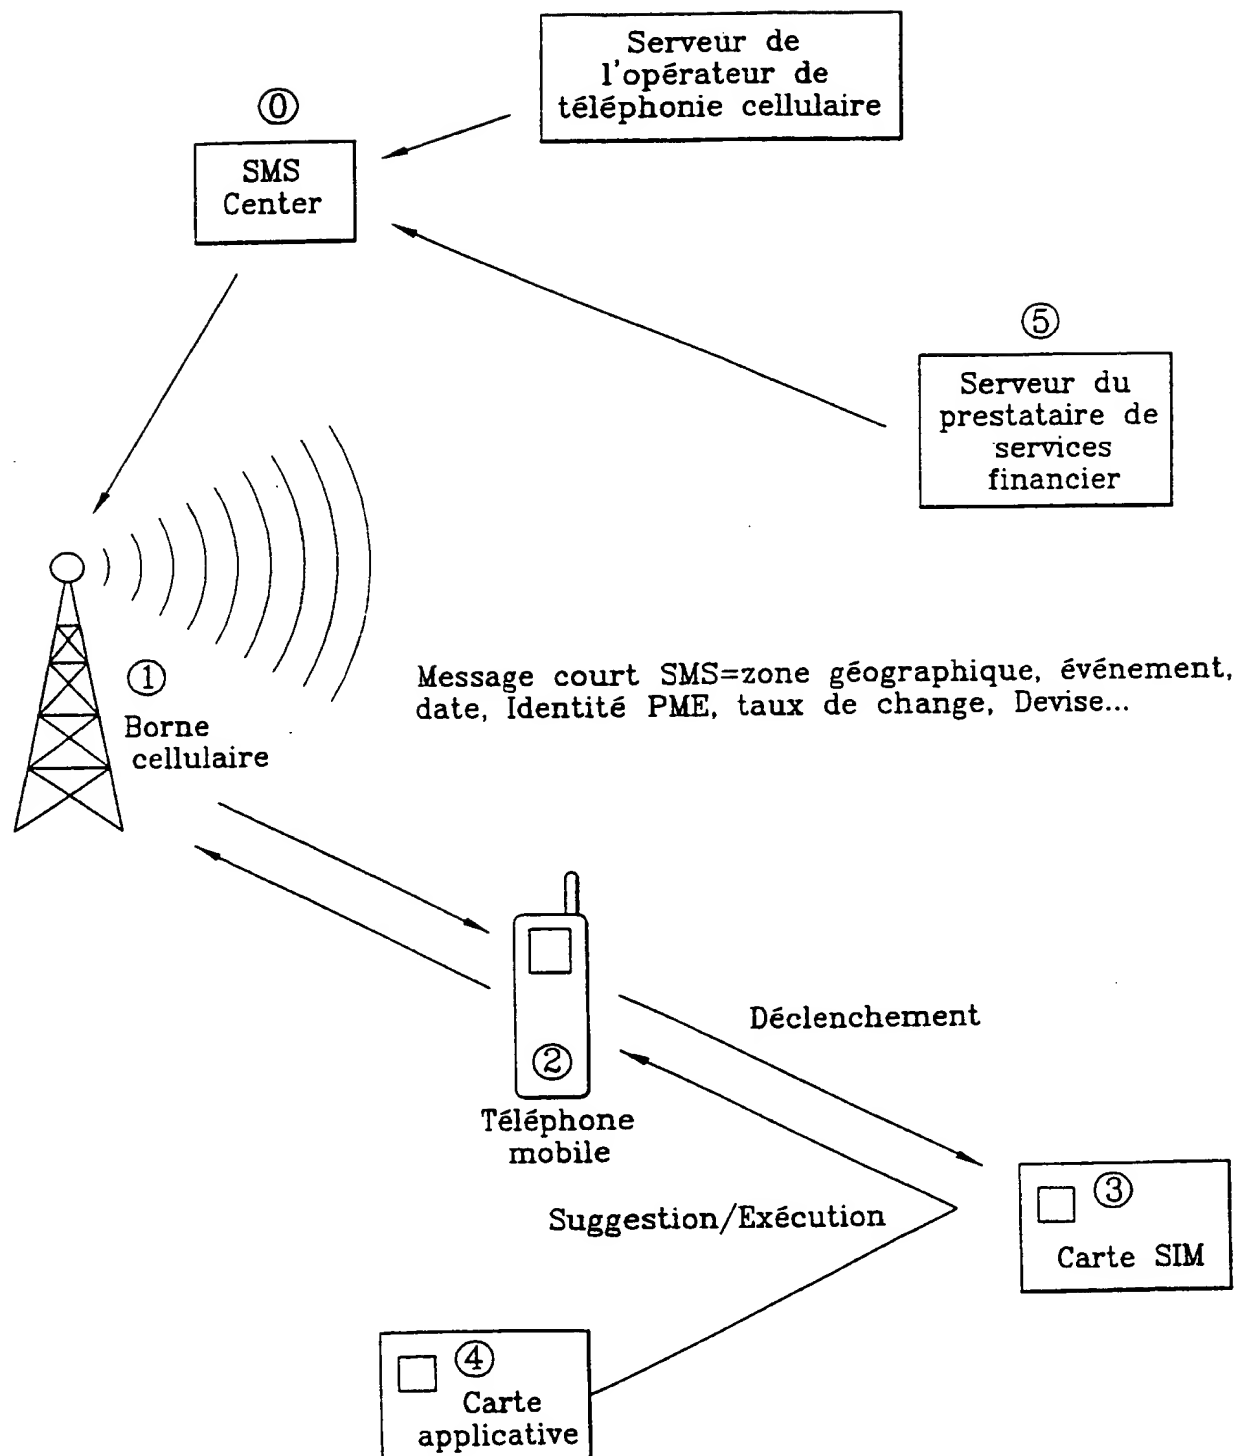 Serveur de
l'opérateur de
téléphonie cellulaire
⓪
SMS
Center
⑤
Serveur du
prestataire de
services
financier
①
Borne
cellulaire
Message court SMS=zone géographique, événement,
date, Identité PME, taux de change, Devise...
Déclenchement
②
Téléphone
mobile
③
Carte SIM
Suggestion/Exécution
④
Carte
applicative